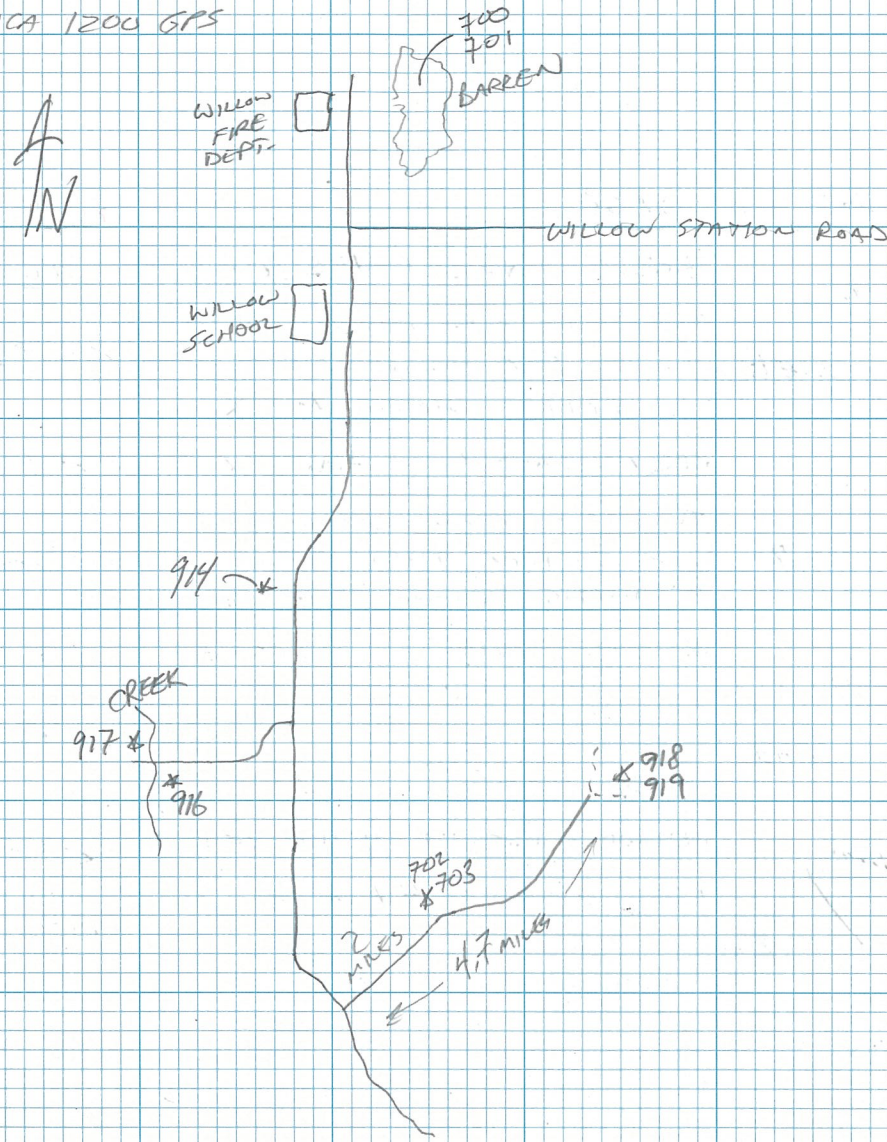 ICA 1200 GPS
700
701
BARREN
WILLOW
FIRE
DEPT.
N
WILLOW STATION ROAD
WILLOW
SCHOOL
914
CREEK
917
916
918
919
702
703
2
MILES
4.7 MILES